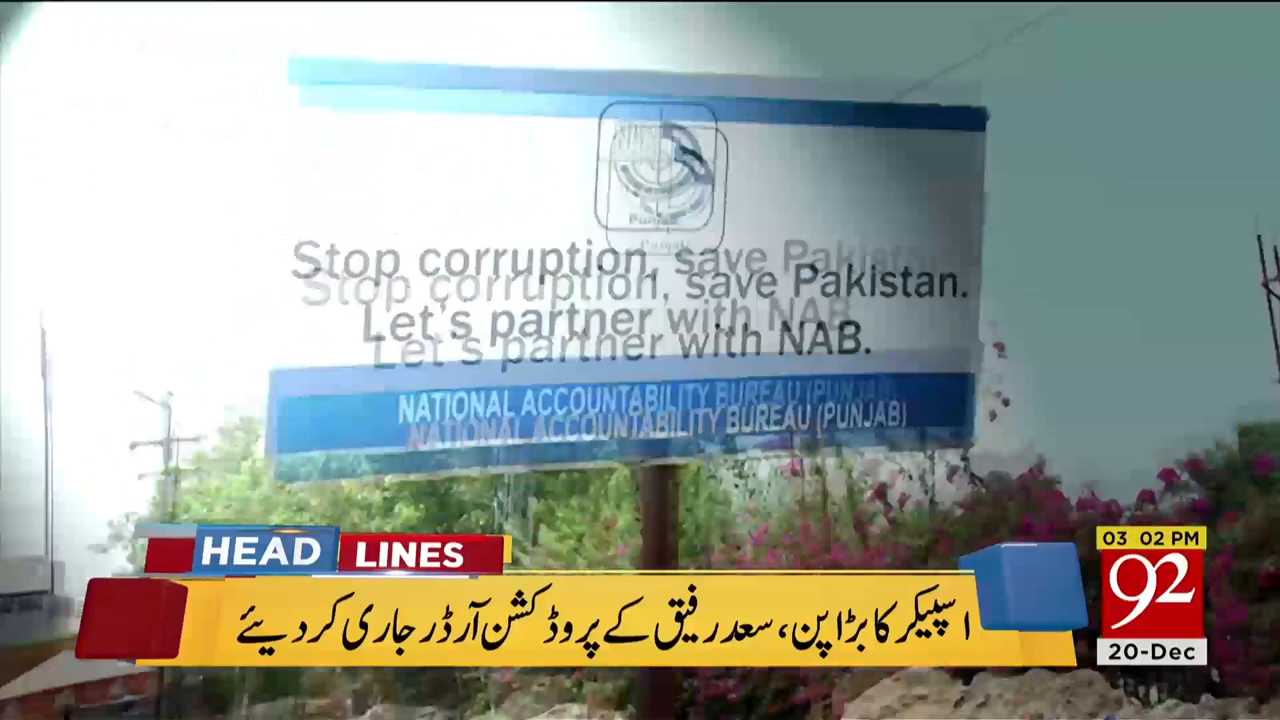 Punjab
Stop corruption, save Pakistan.
Let's partner with NAB.
NATIONAL ACCOUNTABILITY BUREAU (PUNJAB)
HEAD LINES
اسپیکر کا بڑا پن، سعد رفیق کے پروڈکشن آرڈر جاری کر دیئے
03 02 PM
92
20-Dec